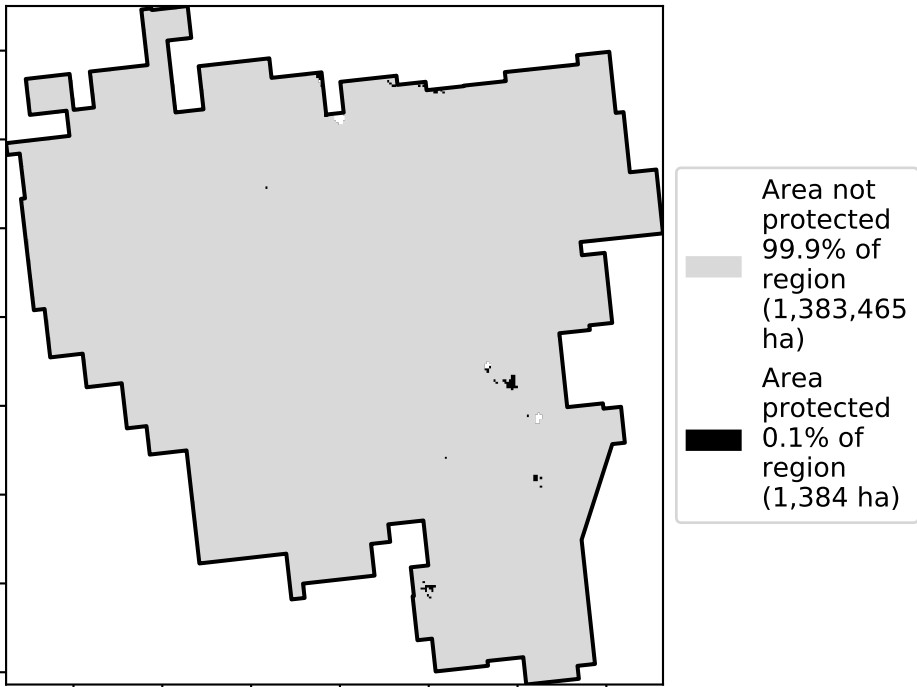 Area not
protected
99.9% of
region
(1,383,465
ha)
Area
protected
0.1% of
region
(1,384 ha)